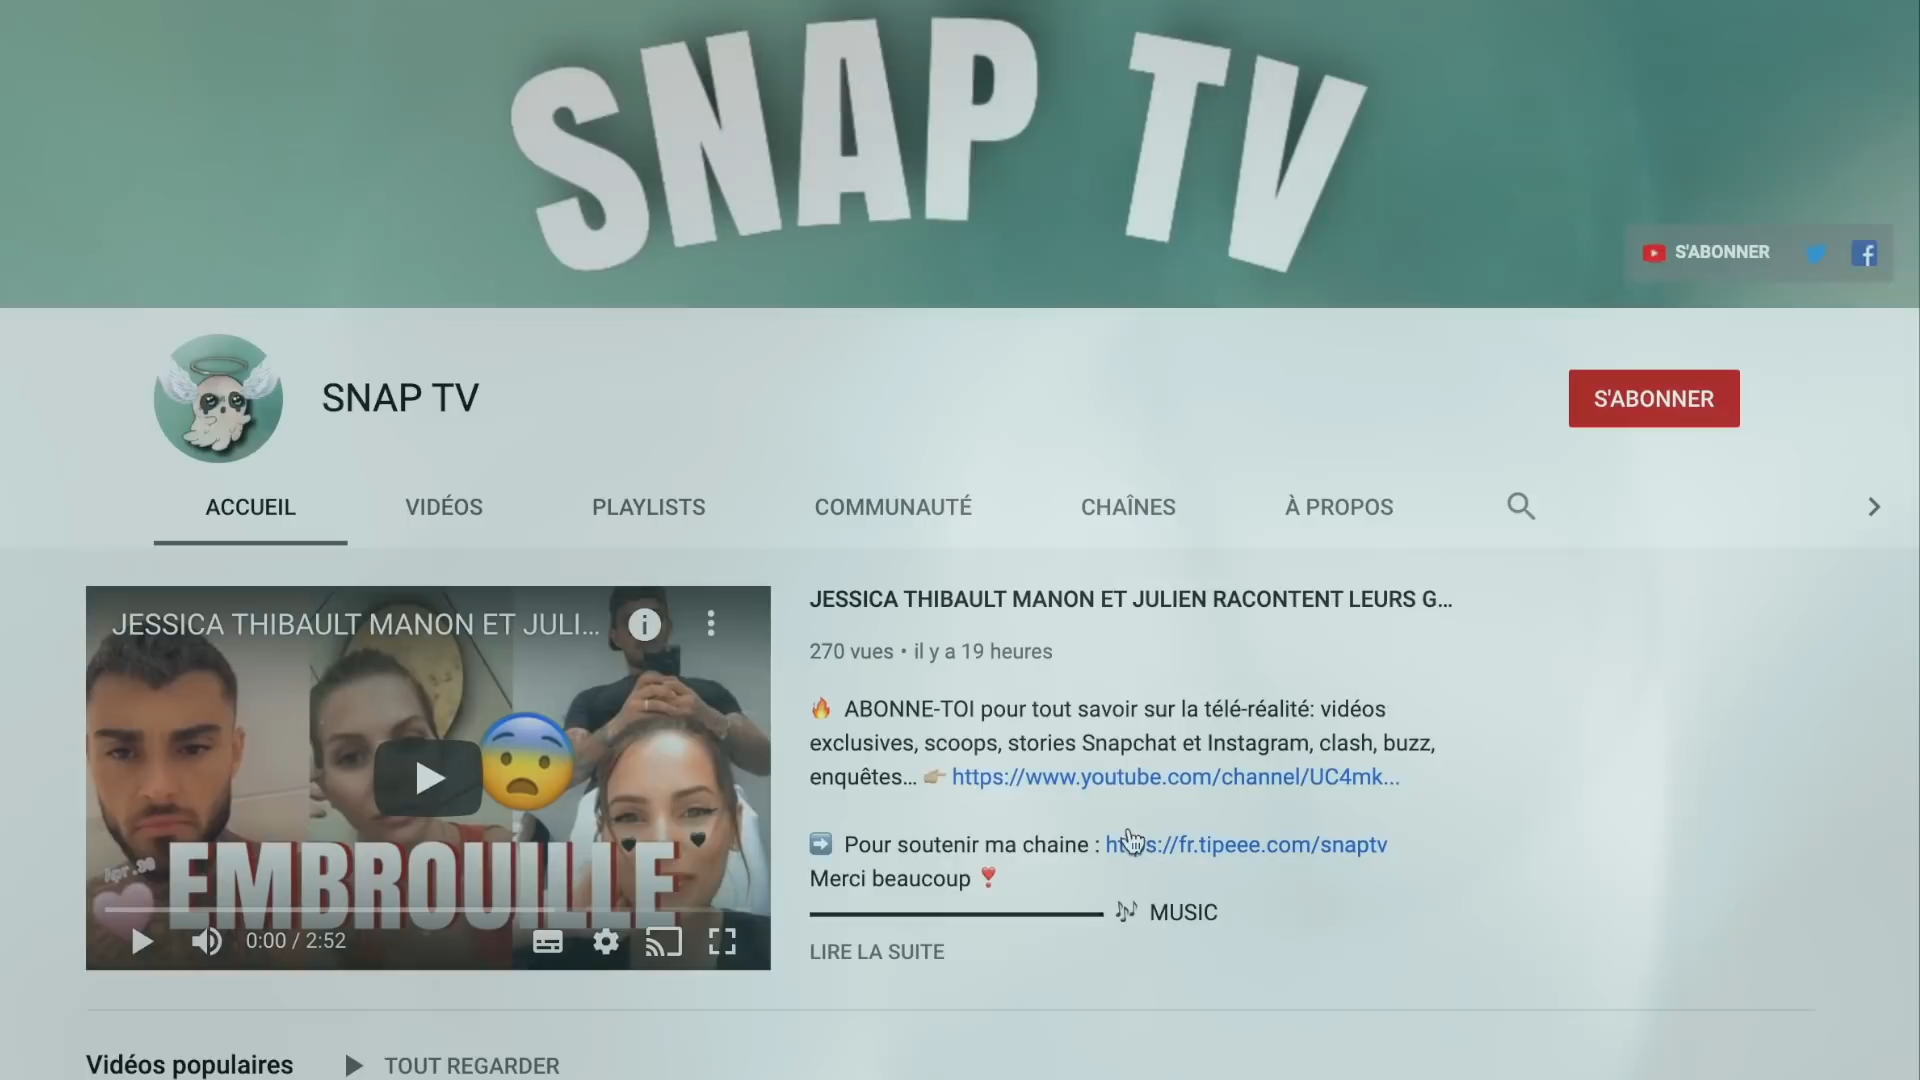 SNAP TV
S'ABONNER
SNAP TV
S'ABONNER
ACCUEIL VIDÉOS PLAYLISTS COMMUNAUTÉ CHAÎNES À PROPOS
JESSICA THIBAULT MANON ET JULI...
Apr.30
EMBROUILLE
0:00 / 2:52
JESSICA THIBAULT MANON ET JULIEN RACONTENT LEURS G...
270 vues • il y a 19 heures
🔥 ABONNE-TOI pour tout savoir sur la télé-réalité: vidéos
exclusives, scoops, stories Snapchat et Instagram, clash, buzz,
enquêtes... 👉🏼 https://www.youtube.com/channel/UC4mk...
➡️ Pour soutenir ma chaine : https://fr.tipeee.com/snaptv
Merci beaucoup ❣️
🎶 MUSIC
LIRE LA SUITE
Vidéos populaires ▶ TOUT REGARDER